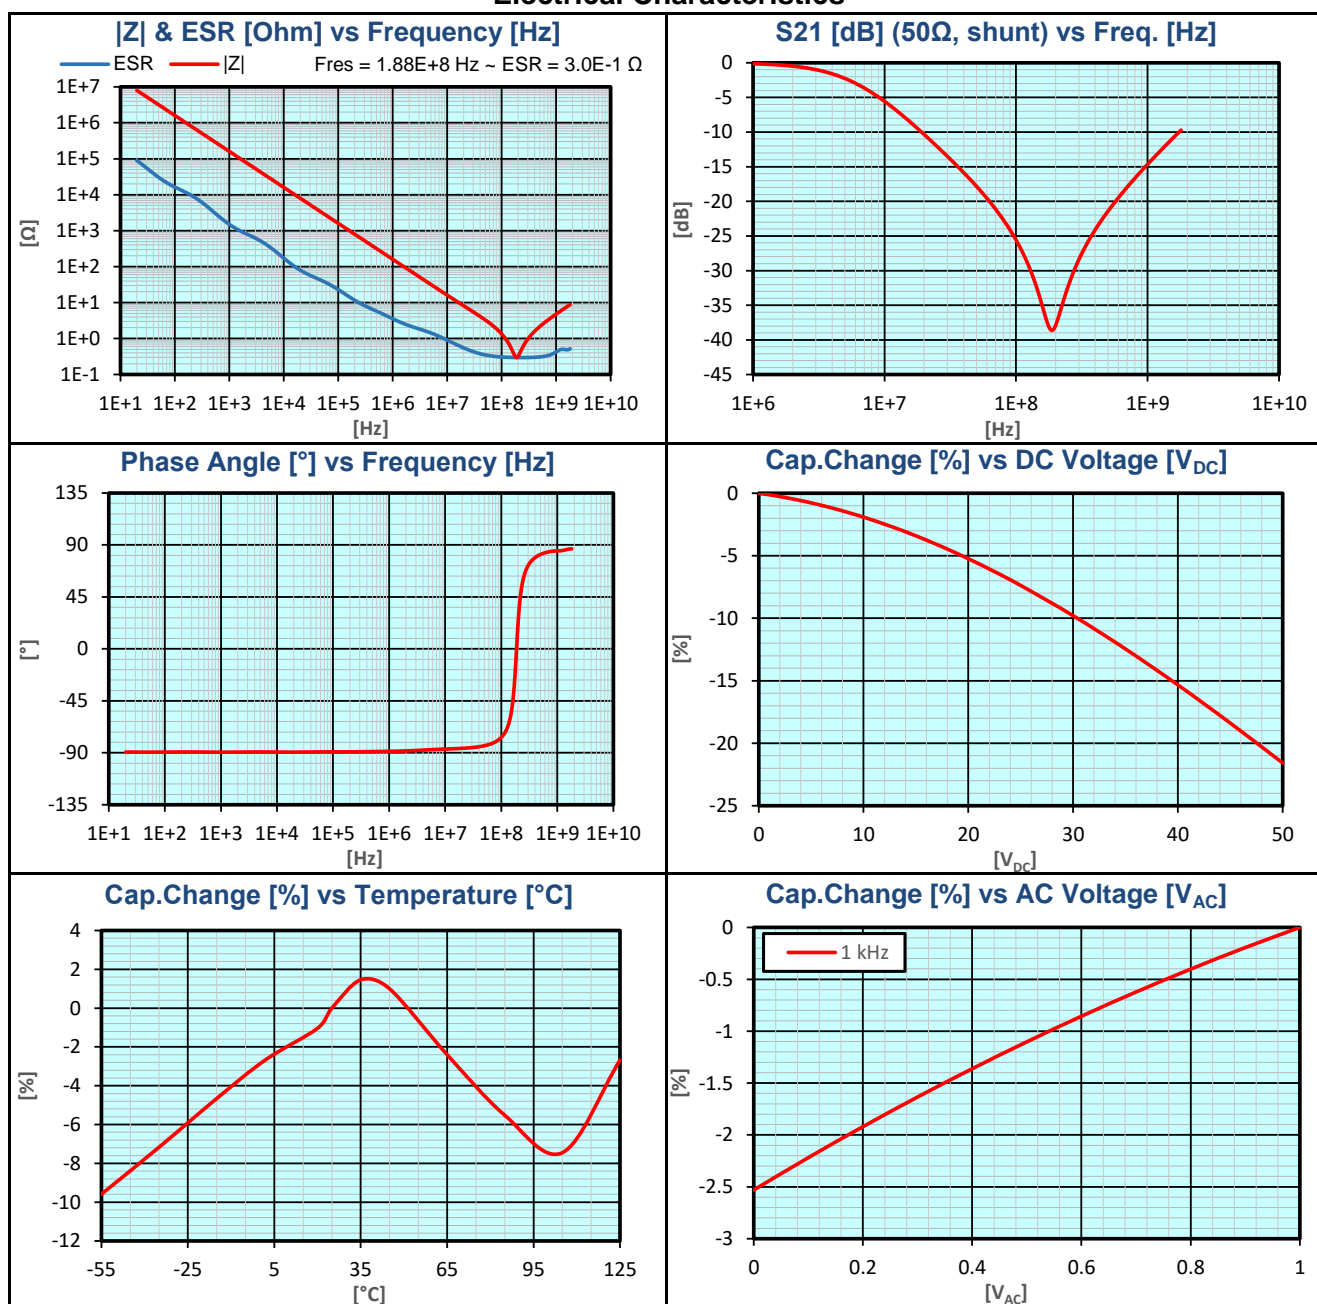 Electrical Characteristics
|Z| & ESR [Ohm] vs Frequency [Hz]
ESR |Z| Fres = 1.88E+8 Hz ~ ESR = 3.0E-1 Ω
1E+7
1E+6
1E+5
1E+4
1E+3
1E+2
1E+1
1E+0
1E-1
[Ω]
1E+1 1E+2 1E+3 1E+4 1E+5 1E+6 1E+7 1E+8 1E+9 1E+10
[Hz]
S21 [dB] (50Ω, shunt) vs Freq. [Hz]
0
-5
-10
-15
-20
-25
-30
-35
-40
-45
[dB]
1E+6 1E+7 1E+8 1E+9 1E+10
[Hz]
Phase Angle [°] vs Frequency [Hz]
135
90
45
0
-45
-90
-135
[°]
1E+1 1E+2 1E+3 1E+4 1E+5 1E+6 1E+7 1E+8 1E+9 1E+10
[Hz]
Cap.Change [%] vs DC Voltage [VDC]
0
-5
-10
-15
-20
-25
[%]
0 10 20 30 40 50
[VDC]
Cap.Change [%] vs Temperature [°C]
4
2
0
-2
-4
-6
-8
-10
-12
[%]
-55 -25 5 35 65 95 125
[°C]
Cap.Change [%] vs AC Voltage [VAC]
1 kHz
0
-0.5
-1
-1.5
-2
-2.5
-3
[%]
0 0.2 0.4 0.6 0.8 1
[VAC]